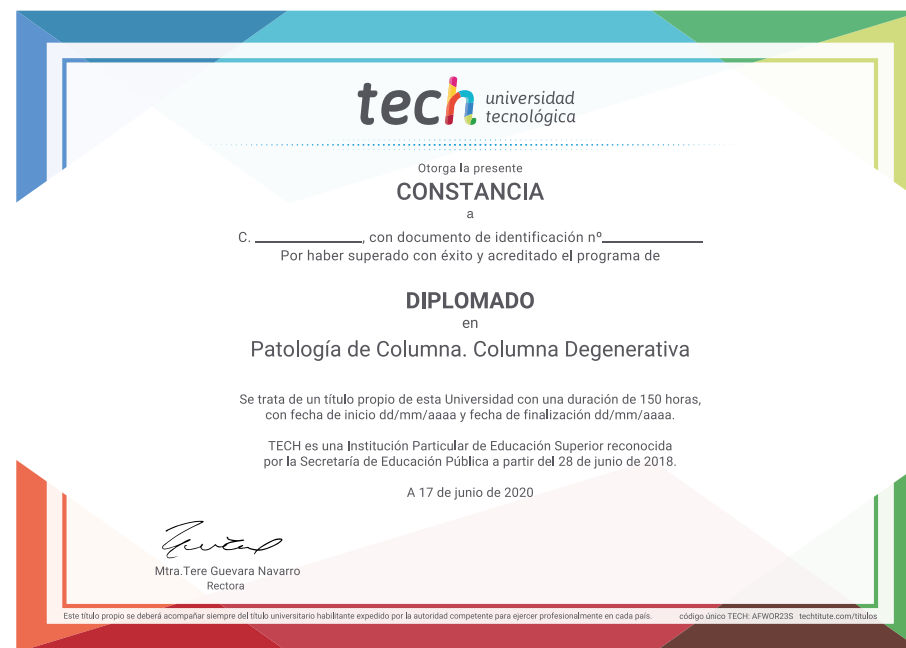 tech universidad
tecnológica
Otorga la presente
CONSTANCIA
a
C. ____________, con documento de identificación nº____________
Por haber superado con éxito y acreditado el programa de
DIPLOMADO
en
Patología de Columna. Columna Degenerativa
Se trata de un título propio de esta Universidad con una duración de 150 horas,
con fecha de inicio dd/mm/aaaa y fecha de finalización dd/mm/aaaa.
TECH es una Institución Particular de Educación Superior reconocida
por la Secretaría de Educación Pública a partir del 28 de junio de 2018.
A 17 de junio de 2020
Mtra.Tere Guevara Navarro
Rectora
Este título propio se deberá acompañar siempre del título universitario habilitante expedido por la autoridad competente para ejercer profesionalmente en cada país. código único TECH: AFWOR23S techtitute.com/titulos